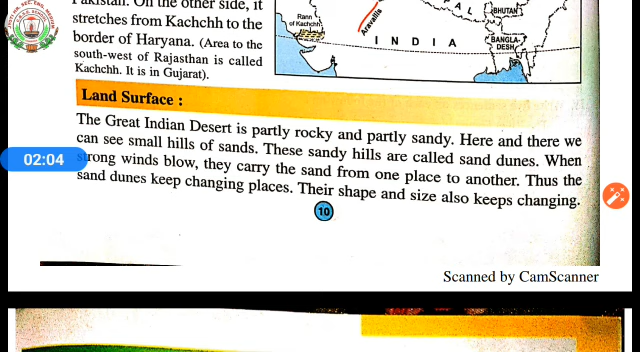 Pakistan. On the other side, it
stretches from Kachchh to the
border of Haryana. (Area to the
south-west of Rajasthan is called
Kachchh. It is in Gujarat).
Rann
of Kachchh
Aravallis
BHUTAN
INDIA
BANGLA-
DESH
Land Surface :
The Great Indian Desert is partly rocky and partly sandy. Here and there we
can see small hills of sands. These sandy hills are called sand dunes. When
strong winds blow, they carry the sand from one place to another. Thus the
sand dunes keep changing places. Their shape and size also keeps changing.
02:04
10
Scanned by CamScanner